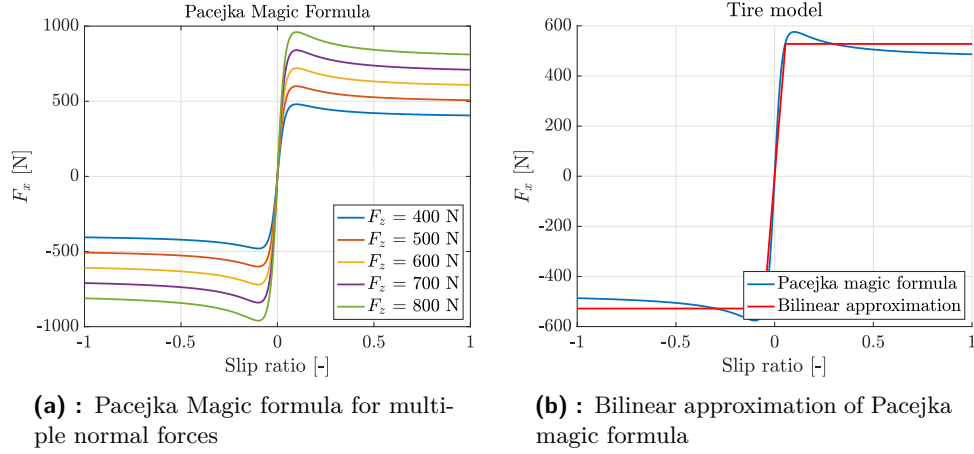 Pacejka Magic Formula
1000
500
0
-500
-1000
F_x [N]
-1
-0.5
0
0.5
1
Slip ratio [-]
F_z = 400 N
F_z = 500 N
F_z = 600 N
F_z = 700 N
F_z = 800 N
(a) : Pacejka Magic formula for multi-
ple normal forces
Tire model
600
400
200
0
-200
-400
-600
F_x [N]
-1
-0.5
0
0.5
1
Slip ratio [-]
Pacejka magic formula
Bilinear approximation
(b) : Bilinear approximation of Pacejka
magic formula